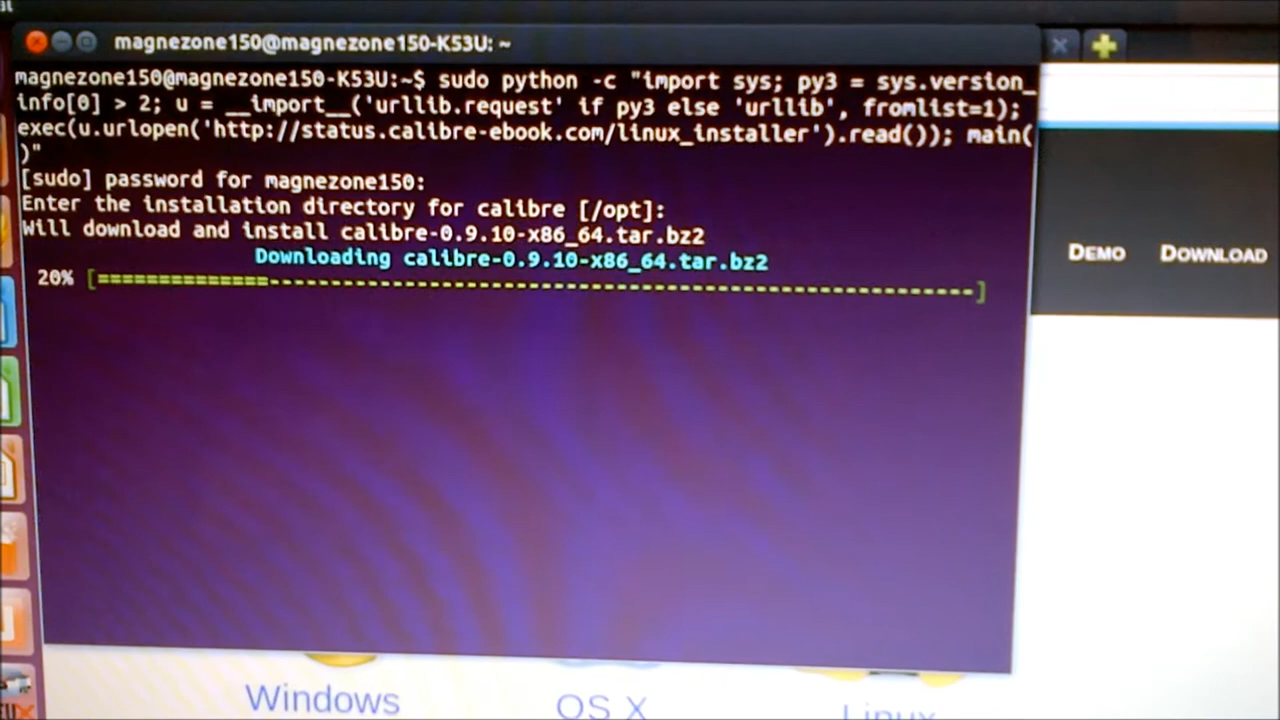 magnezone150@magnezone150-K53U: ~
magnezone150@magnezone150-K53U:~$ sudo python -c "import sys; py3 = sys.version_
info[0] > 2; u = __import__('urllib.request' if py3 else 'urllib', fromlist=1);
exec(u.urlopen('http://status.calibre-ebook.com/linux_installer').read()); main(
)"
[sudo] password for magnezone150:
Enter the installation directory for calibre [/opt]:
Will download and install calibre-0.9.10-x86_64.tar.bz2
Downloading calibre-0.9.10-x86_64.tar.bz2
20% [==============----------------------------------------------------------]
DEMO DOWNLOAD
Windows OS X Linux